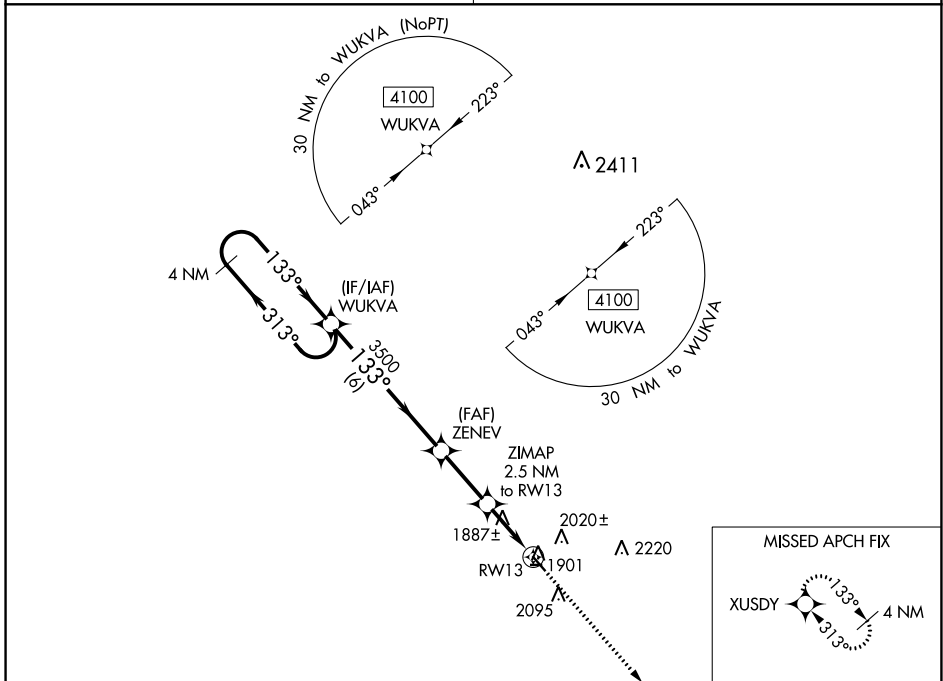 30 NM to WUKVA (NoPT)
4100
WUKVA
223°
043°
2411
223°
4100
WUKVA
043°
30 NM to WUKVA
4 NM
133°
313°
(IF/IAF)
WUKVA
3500
133°
(6)
(FAF)
ZENEV
ZIMAP
2.5 NM
to RW13
1887±
2020±
2220
RW13
1901
2095
MISSED APCH FIX
XUSDY
133°
313°
4 NM